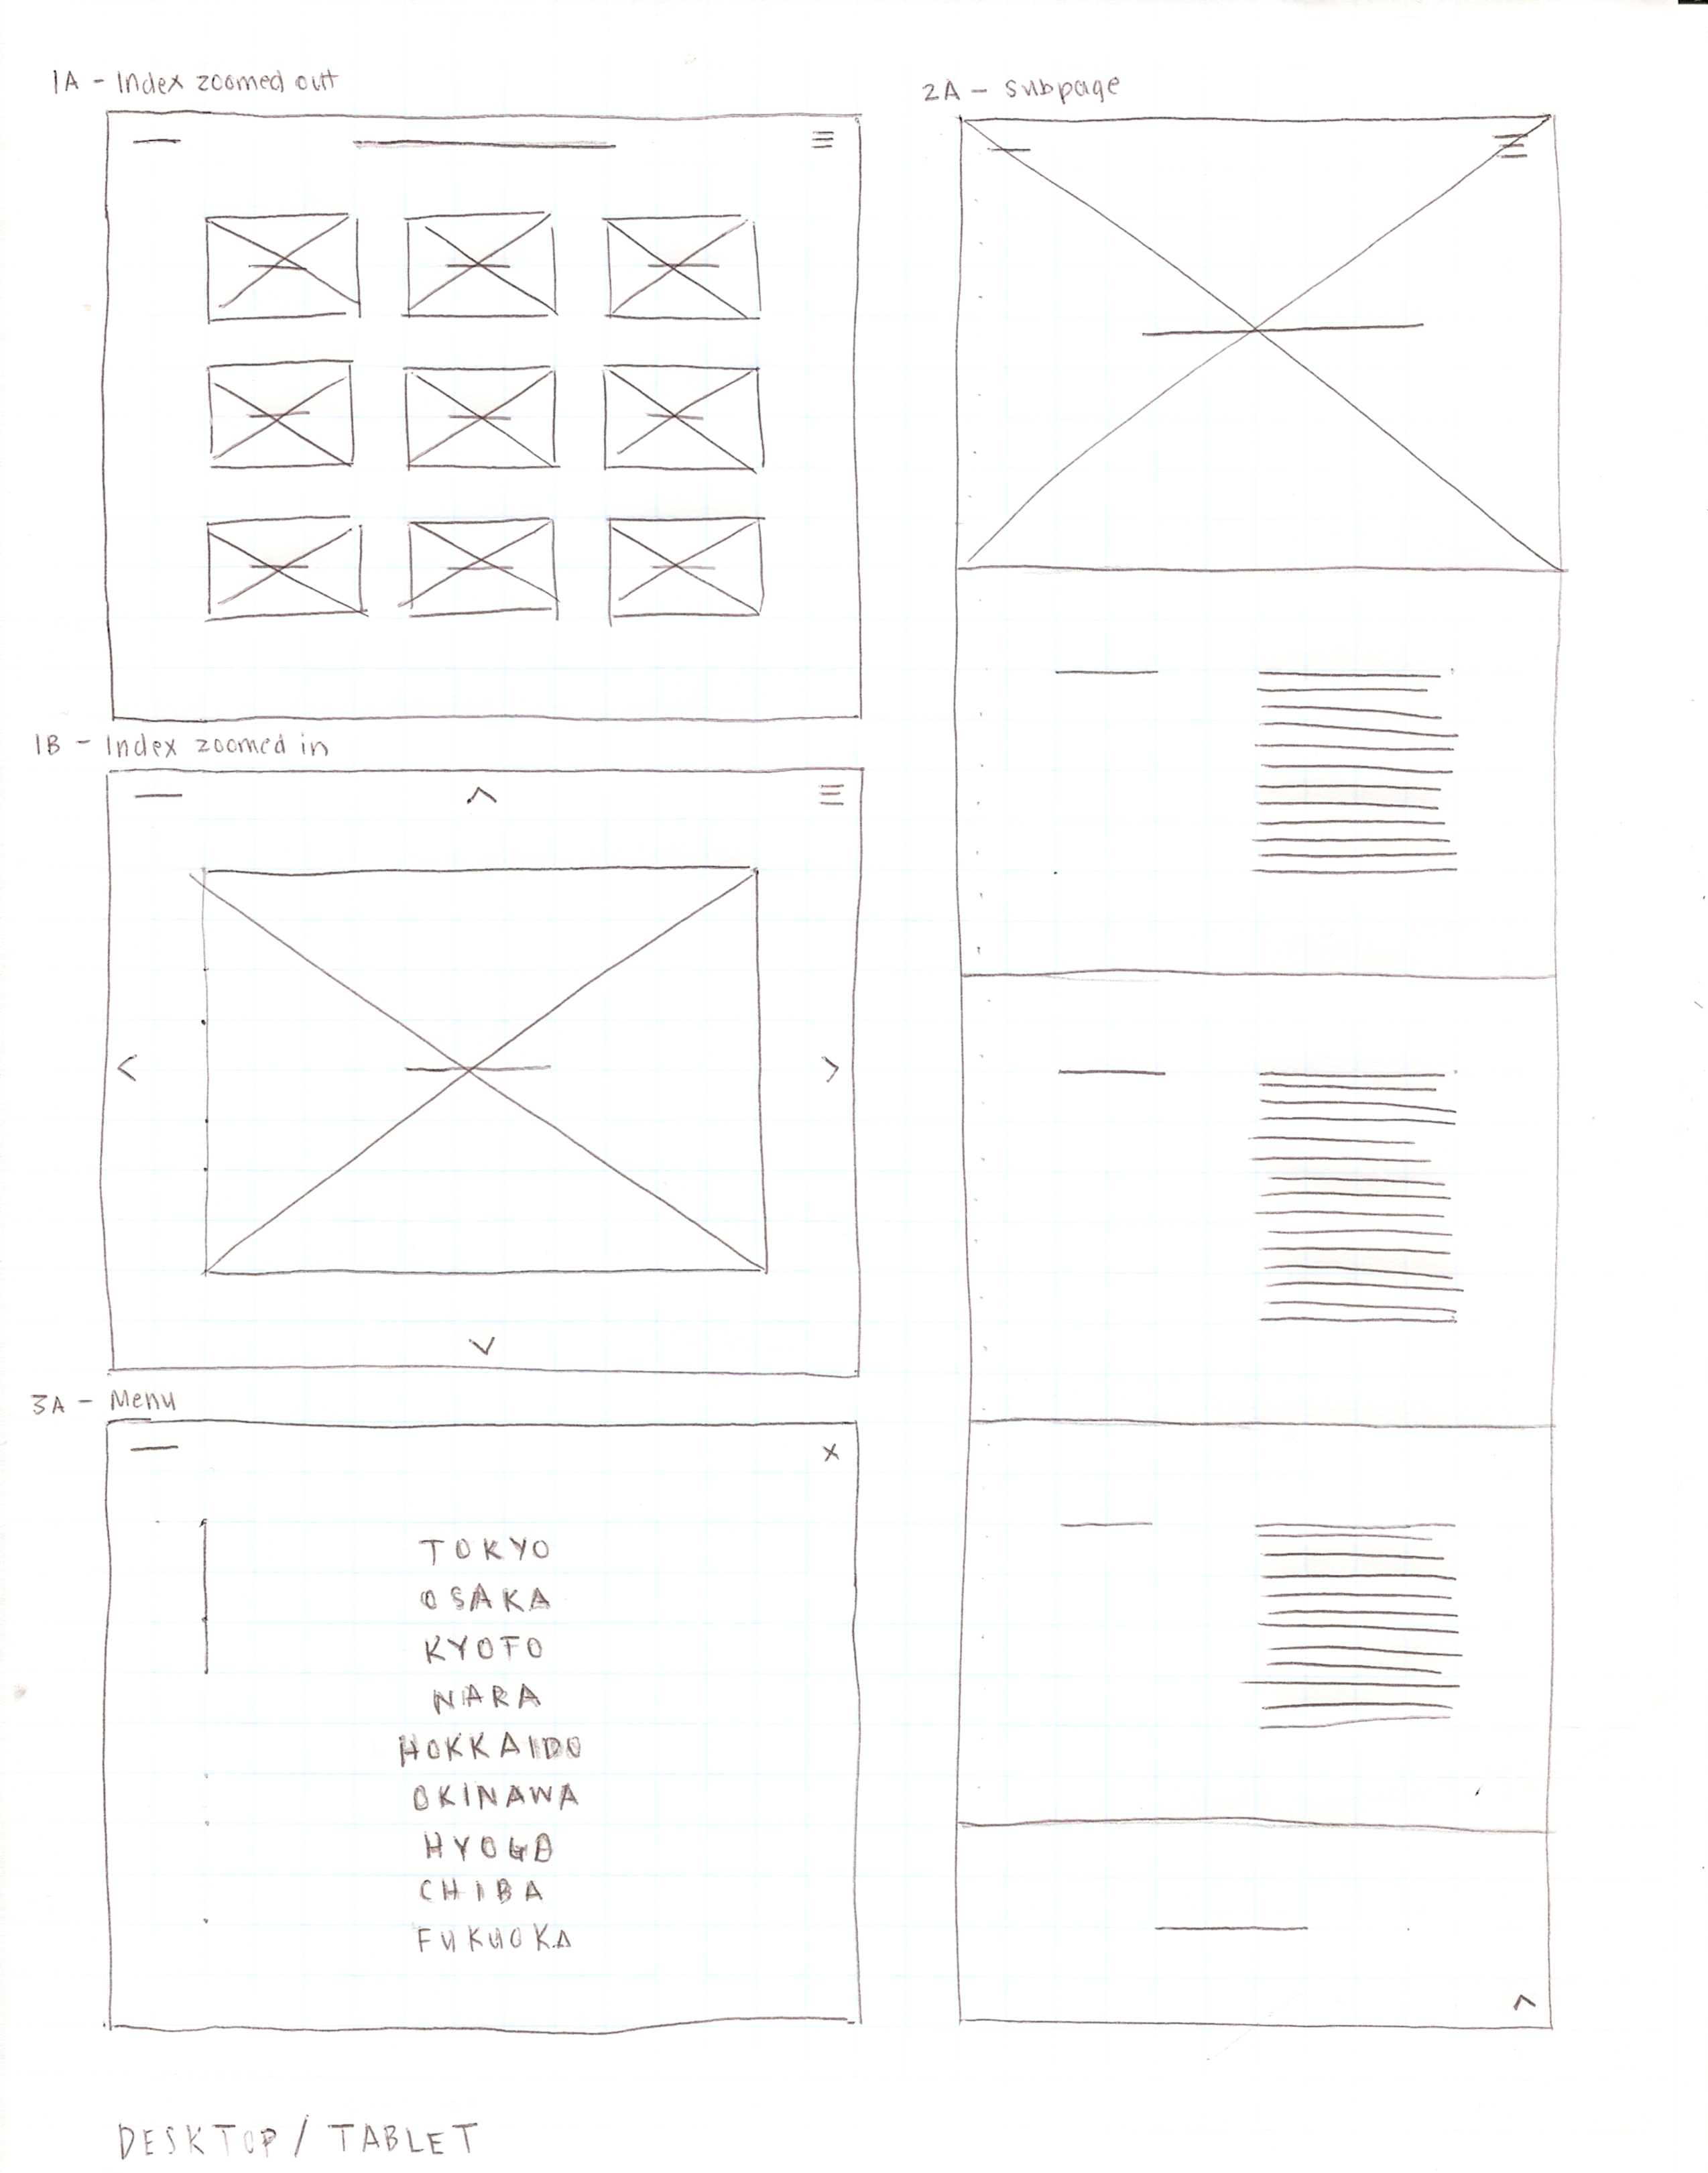 1A - Index zoomed out
2A - Subpage
1B - Index zoomed in
3A - Menu
TOKYO
OSAKA
KYOTO
NARA
HOKKAIDO
OKINAWA
HYOGO
CHIBA
FUKUOKA
DESKTOP / TABLET